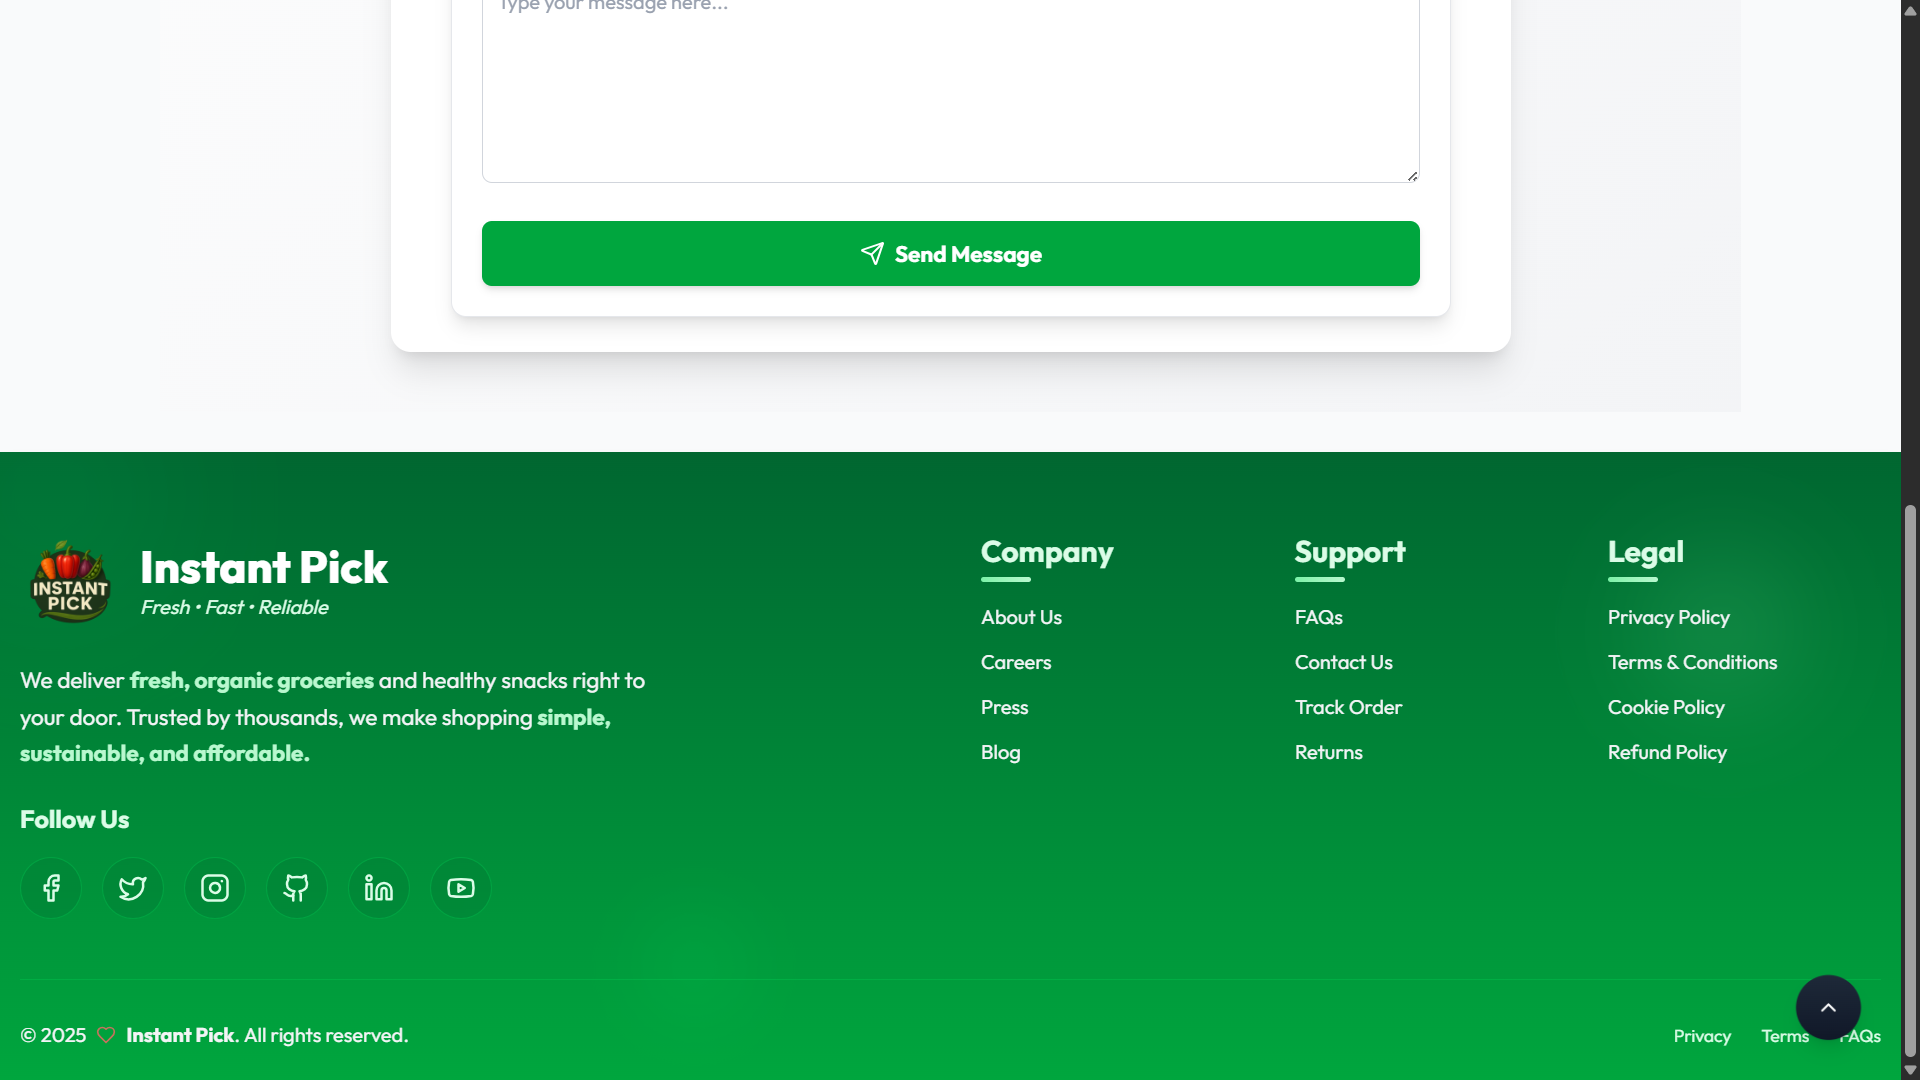 Type your message here...
Send Message
INSTANT
PICK
Instant Pick
Fresh • Fast • Reliable
We deliver fresh, organic groceries and healthy snacks right to
your door. Trusted by thousands, we make shopping simple,
sustainable, and affordable.
Follow Us
Company
About Us
Careers
Press
Blog
Support
FAQs
Contact Us
Track Order
Returns
Legal
Privacy Policy
Terms & Conditions
Cookie Policy
Refund Policy
© 2025 Instant Pick. All rights reserved.
Privacy Terms FAQs